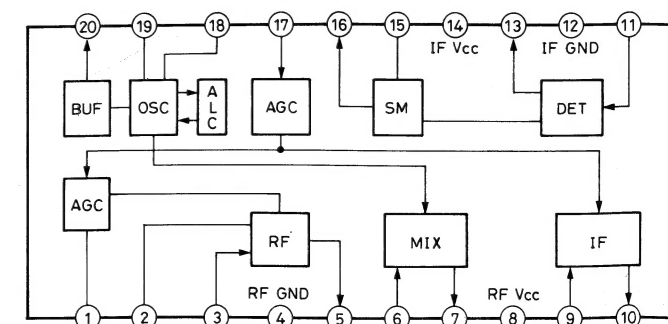 20 19 18 17 16 15 14 13 12 11
IF Vcc IF GND
BUF OSC ALC AGC SM DET
AGC
RF MIX IF
RF GND RF Vcc
1 2 3 4 5 6 7 8 9 10